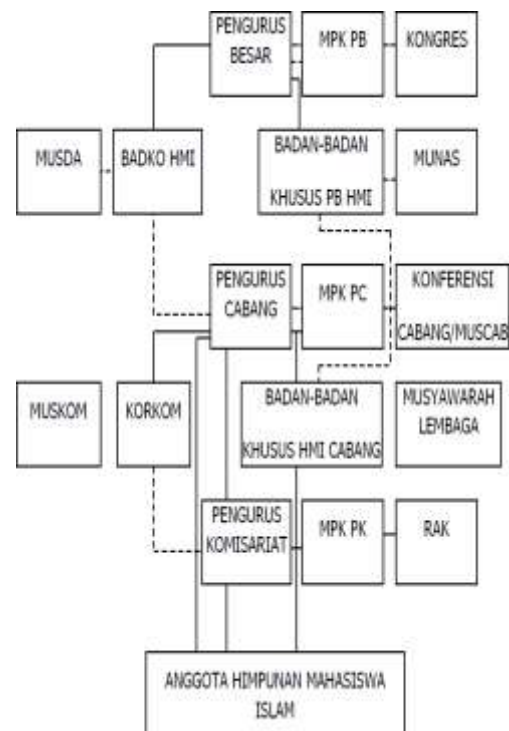 PENGURUS
BESAR
MPK PB
KONGRES
MUSDA
BADKO HMI
BADAN-BADAN
KHUSUS PB HMI
MUNAS
PENGURUS
CABANG
MPK PC
KONFERENSI
CABANG/MUSCAB
MUSKOM
KORKOM
BADAN-BADAN
KHUSUS HMI CABANG
MUSYAWARAH
LEMBAGA
PENGURUS
KOMISARIAT
MPK PK
RAK
ANGGOTA HIMPUNAN MAHASISWA
ISLAM